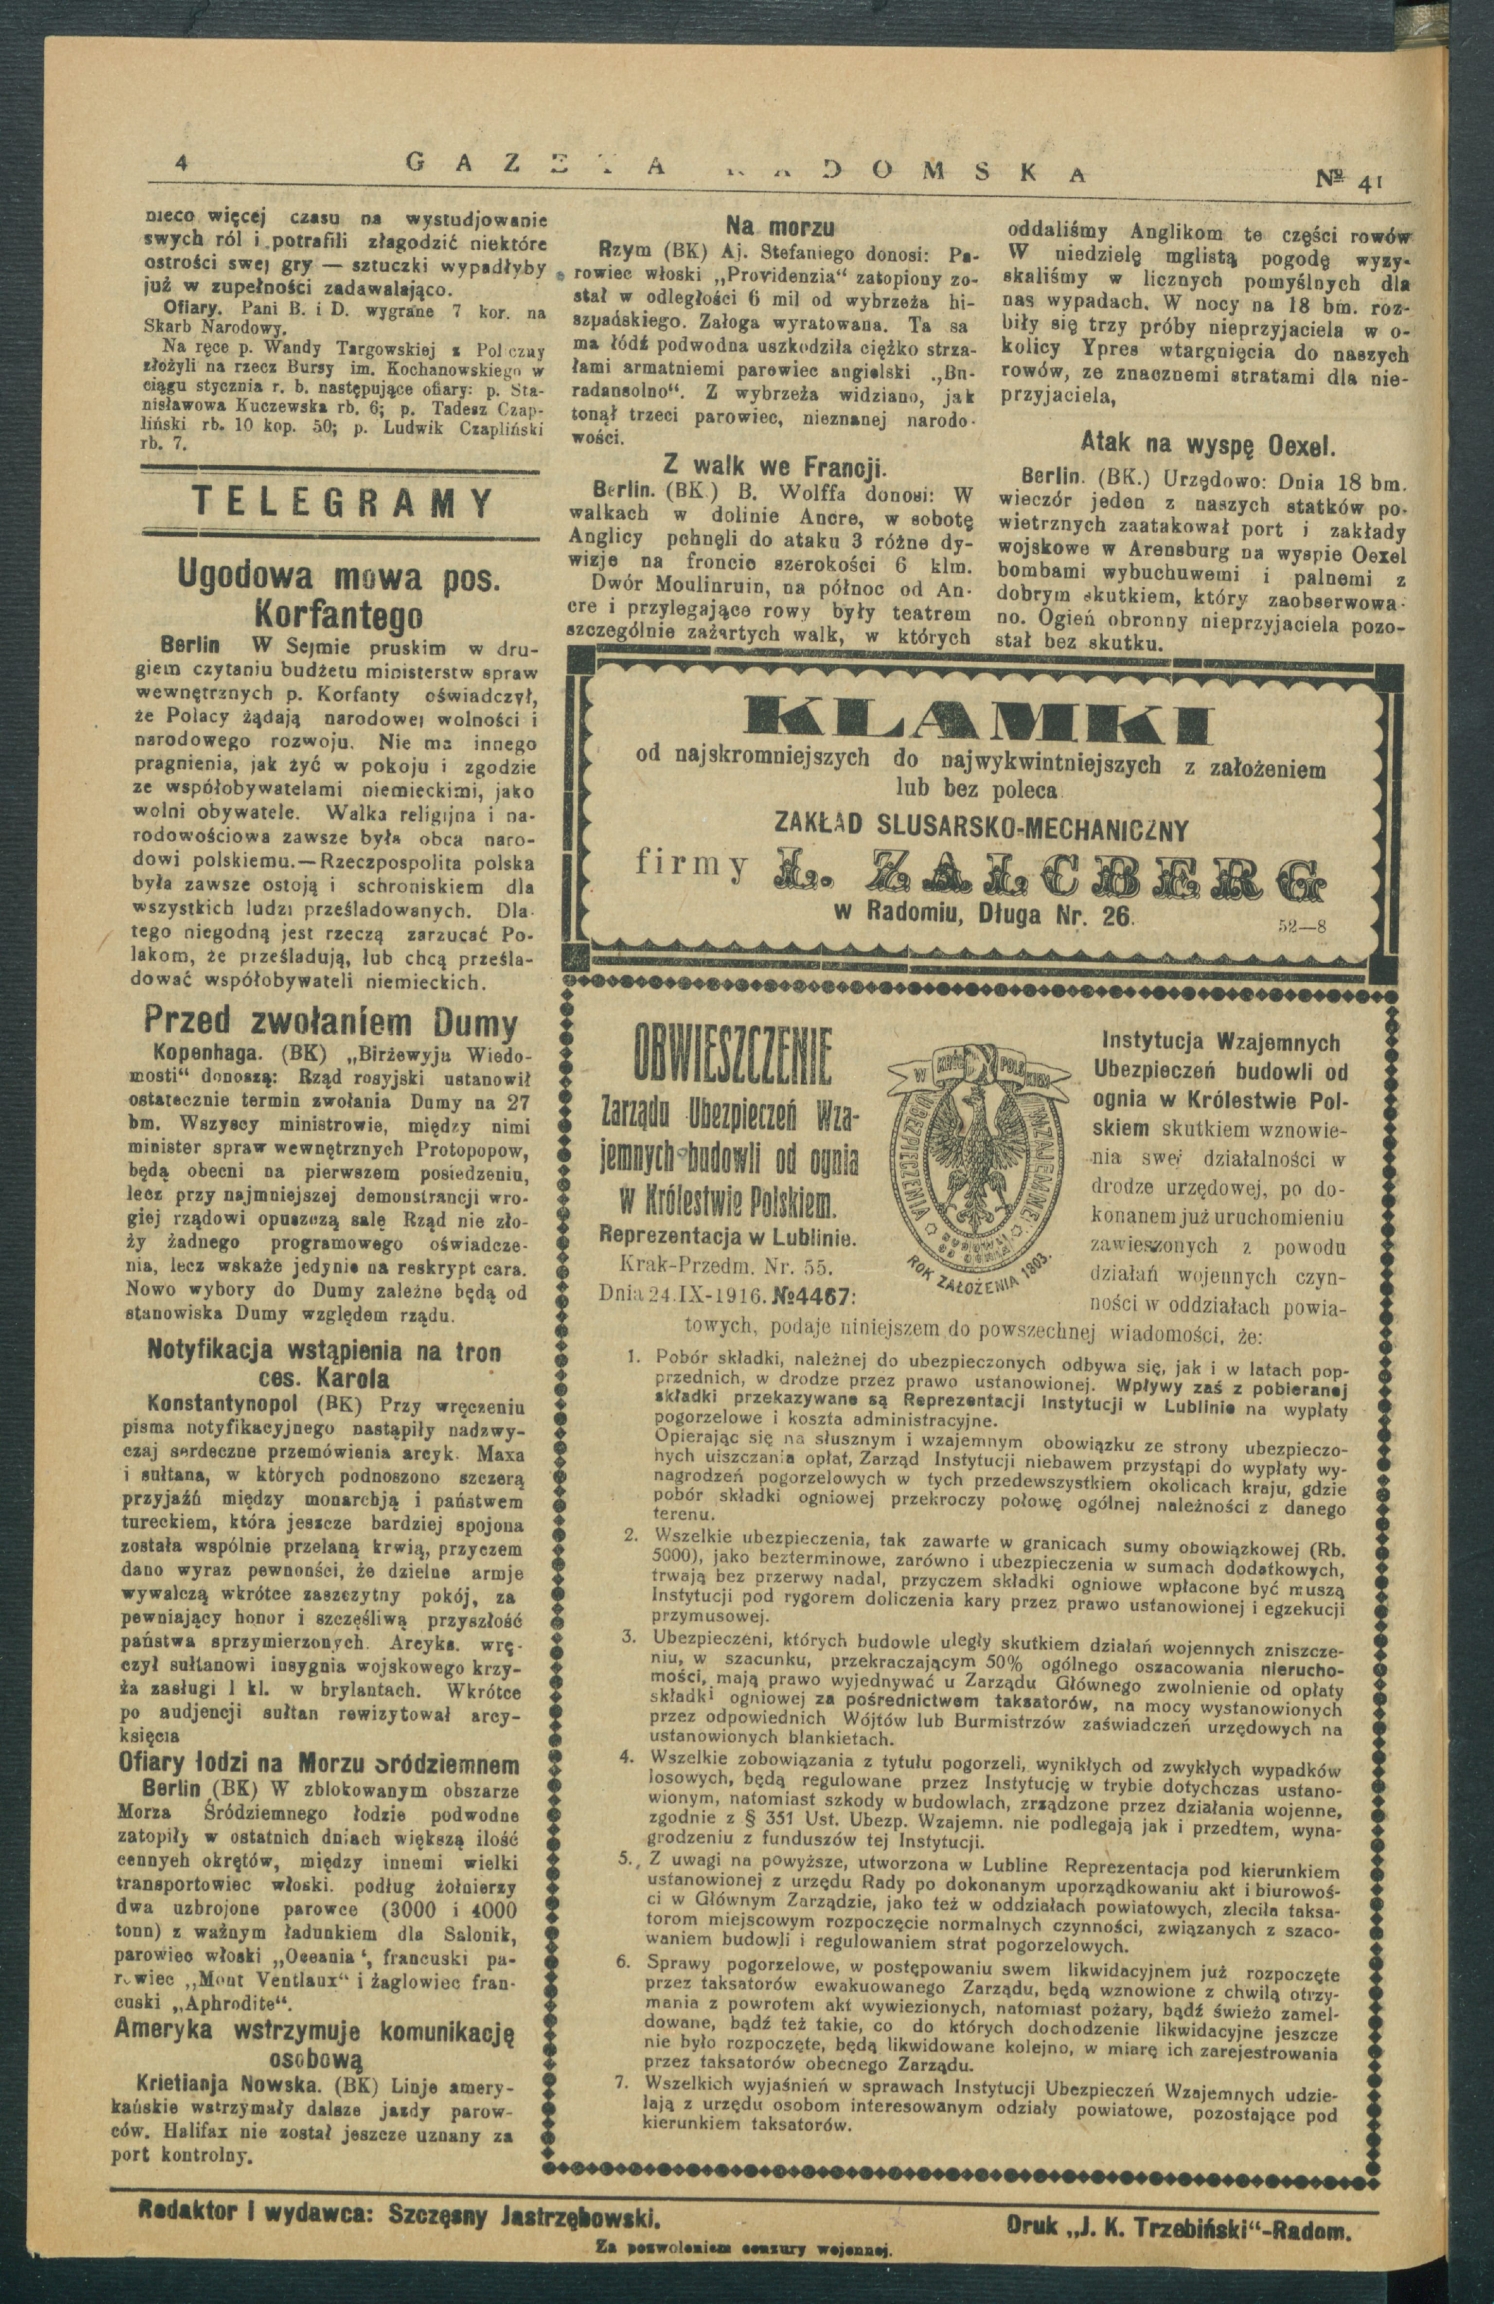 4
GAZETA RADOMSKA
№ 41
nieco więcej czasu na wystudjowanie
swych ról i potrafili złagodzić niektóre
ostrości swej gry — sztuczki wypadłyby
już w zupełności zadawalająco.
Ofiary. Pani B. i D. wygrane 7 kor. na
Skarb Narodowy.
Na ręce p. Wandy Targowskiej z Policzny
złożyli na rzecz Bursy im. Kochanowskiego w
ciągu stycznia r. b. następujące ofiary: p. Sta-
nisławowa Kuczewska rb. 6; p. Tadesz Czap-
liński rb. 10 kop. 50; p. Ludwik Czapliński
rb. 7.
TELEGRAMY
Ugodowa mowa pos.
Korfantego
Berlin W Sejmie pruskim w dru-
giem czytaniu budżetu ministerstw spraw
wewnętrznych p. Korfanty oświadczył,
że Polacy żądają narodowej wolności i
narodowego rozwoju. Nie ma innego
pragnienia, jak żyć w pokoju i zgodzie
ze współobywatelami niemieckimi, jako
wolni obywatele. Walka religijna i na-
rodowościowa zawsze była obca naro-
dowi polskiemu.—Rzeczpospolita polska
była zawsze ostoją i schroniskiem dla
wszystkich ludzi prześladowanych. Dla-
tego niegodną jest rzeczą zarzucać Po-
lakom, że prześladują, lub chcą prześla-
dować współobywateli niemieckich.
Przed zwołaniem Dumy
Kopenhaga. (BK) „Birżewyja Wiedo-
mosti“ donoszą: Rząd rosyjski ustanowił
ostatecznie termin zwołania Dumy na 27
bm. Wszyscy ministrowie, między nimi
minister spraw wewnętrznych Protopopow,
będą obecni na pierwszem posiedzeniu,
lecz przy najmniejszej demonstrancji wro-
giej rządowi opuszczą salę Rząd nie zło-
ży żadnego programowego oświadcze-
nia, lecz wskaże jedynie na reskrypt cara.
Nowo wybory do Dumy zależne będą od
stanowiska Dumy względem rządu.
Notyfikacja wstąpienia na tron
ces. Karola
Konstantynopol (BK) Przy wręczeniu
pisma notyfikacyjnego nastąpiły nadzwy-
czaj serdeczne przemówienia arcyk. Maxa
i sułtana, w których podnoszono szczerą
przyjaźń między monarchją i państwem
tureckiem, która jeszcze bardziej spojona
została wspólnie przelaną krwią, przyczem
dano wyraz pewnonści, że dzielne armje
wywalczą wkrótce zaszczytny pokój, za
pewniający honor i szczęśliwą przyszłość
państwa sprzymierzonych. Arcyks. wrę-
czył sułtanowi insygnia wojskowego krzy-
ża zasługi 1 kl. w brylantach. Wkrótce
po audjencji sułtan rewizytował arcy-
księcia
Ofiary łodzi na Morzu Śródziemnem
Berlin (BK) W zblokowanym obszarze
Morza Śródziemnego łodzie podwodne
zatopiły w ostatnich dniach większą ilość
cennyeh okrętów, między innemi wielki
transportowiec włoski. podług żołnierzy
dwa uzbrojone parowce (3000 i 4000
tonn) z ważnym ładunkiem dla Salonik,
parowiec włoski „Oceania‘, francuski pa-
rowiec „Mont Ventlaux“ i żaglowiec fran-
cuski „Aphrodite“.
Ameryka wstrzymuje komunikację
osobową
Krietianja Nowska. (BK) Linje amery-
kańskie wstrzymały dalsze jazdy parow-
ców. Halifax nie został jeszcze uznany za
port kontrolny.
Na morzu
Rzym (BK) Aj. Stefaniego donosi: Pa-
rowiec włoski „Providenzia“ zatopiony zo-
stał w odległości 6 mil od wybrzeża hi-
szpańskiego. Załoga wyratowana. Ta sa
ma łódź podwodna uszkodziła ciężko strza-
łami armatniemi parowiec angielski „Bn-
radansolno“. Z wybrzeża widziano, jak
tonął trzeci parowiec, nieznanej narodo-
wości.
Z walk we Francji.
Berlin. (BK) B. Wolffa donosi: W
walkach w dolinie Ancre, w sobotę
Anglicy pchnęli do ataku 3 różne dy-
wizje na froncie szerokości 6 klm.
Dwór Moulinruin, na północ od An-
cre i przylegające rowy były teatrem
szczególnie zażartych walk, w których
oddaliśmy Anglikom te części rowów
W niedzielę mglistą pogodę wyzy-
skaliśmy w licznych pomyślnych dla
nas wypadach. W nocy na 18 bm. roz-
biły się trzy próby nieprzyjaciela w o-
kolicy Ypres wtargnięcia do naszych
rowów, ze znacznemi stratami dla nie-
przyjaciela,
Atak na wyspę Oexel.
Berlin. (BK.) Urzędowo: Dnia 18 bm.
wieczór jeden z naszych statków po-
wietrznych zaatakował port i zakłady
wojskowe w Arensburg na wyspie Oexel
bombami wybuchuwemi i palnemi z
dobrym skutkiem, który zaobserwowa-
no. Ogień obronny nieprzyjaciela pozo-
stał bez skutku.
KLAMKI
od najskromniejszych do najwykwintniejszych z założeniem
lub bez poleca
ZAKŁAD SLUSARSKO-MECHANICZNY
firmy L. ZALCBERG
w Radomiu, Długa Nr. 26.
52—8
OBWIESZCZENIE
Zarządu Ubezpieczeń Wza-
jemnych budowli od ognia
w Królestwie Polskiem.
Reprezentacja w Lublinie.
Krak-Przedm. Nr. 55.
Dnia 24.IX-1916. №4467:
W KRÓLE POLSKIEM
UBEZPIECZENIA WZAJEMNE
BUDOWLI
OD OGNIA
ROK ZAŁOŻENIA 1803.
Instytucja Wzajemnych
Ubezpieczeń budowli od
ognia w Królestwie Pol-
skiem skutkiem wznowie-
nia swej działalności w
drodze urzędowej, po do-
konanem już uruchomieniu
zawieszonych z powodu
działań wojennych czyn-
ności w oddziałach powia-
towych, podaje niniejszem do powszechnej wiadomości, że:
1. Pobór składki, należnej do ubezpieczonych odbywa się, jak i w latach pop-
przednich, w drodze przez prawo ustanowionej. Wpływy zaś z pobieranej
składki przekazywane są Reprezentacji Instytucji w Lublinie na wypłaty
pogorzelowe i koszta administracyjne.
Opierając się na słusznym i wzajemnym obowiązku ze strony ubezpieczo-
nych uiszczania opłat, Zarząd Instytucji niebawem przystąpi do wypłaty wy-
nagrodzeń pogorzelowych w tych przedewszystkiem okolicach kraju, gdzie
pobór składki ogniowej przekroczy połowę ogólnej należności z danego
terenu.
2. Wszelkie ubezpieczenia, tak zawarte w granicach sumy obowiązkowej (Rb.
5000), jako bezterminowe, zarówno i ubezpieczenia w sumach dodatkowych,
trwają bez przerwy nadal, przyczem składki ogniowe wpłacone być muszą
Instytucji pod rygorem doliczenia kary przez prawo ustanowionej i egzekucji
przymusowej.
3. Ubezpieczeni, których budowle uległy skutkiem działań wojennych zniszcze-
niu, w szacunku, przekraczającym 50% ogólnego oszacowania nierucho-
mości, mają prawo wyjednywać u Zarządu Głównego zwolnienie od opłaty
składki ogniowej za pośrednictwem taksatorów, na mocy wystanowionych
przez odpowiednich Wójtów lub Burmistrzów zaświadczeń urzędowych na
ustanowionych blankietach.
4. Wszelkie zobowiązania z tytułu pogorzeli, wynikłych od zwykłych wypadków
losowych, będą regulowane przez Instytucję w trybie dotychczas ustano-
wionym, natomiast szkody w budowlach, zrządzone przez działania wojenne,
zgodnie z § 351 Ust. Ubezp. Wzajemn. nie podlegają jak i przedtem, wyna-
grodzeniu z funduszów tej Instytucji.
5. Z uwagi na powyższe, utworzona w Lubline Reprezentacja pod kierunkiem
ustanowionej z urzędu Rady po dokonanym uporządkowaniu akt i biurowoś-
ci w Głównym Zarządzie, jako też w oddziałach powiatowych, zleciła taksa-
torom miejscowym rozpoczęcie normalnych czynności, związanych z szaco-
waniem budowli i regulowaniem strat pogorzelowych.
6. Sprawy pogorzelowe, w postępowaniu swem likwidacyjnem już rozpoczęte
przez taksatorów ewakuowanego Zarządu, będą wznowione z chwilą otrzy-
mania z powrotem akt wywiezionych, natomiast pożary, bądź świeżo zamel-
dowane, bądź też takie, co do których dochodzenie likwidacyjne jeszcze
nie było rozpoczęte, będą likwidowane kolejno, w miarę ich zarejestrowania
przez taksatorów obecnego Zarządu.
7. Wszelkich wyjaśnień w sprawach Instytucji Ubezpieczeń Wzajemnych udzie-
lają z urzędu osobom interesowanym odziały powiatowe, pozostające pod
kierunkiem taksatorów.
Redaktor i wydawca: Szczęsny Jastrzębowski.
Druk „J. K. Trzebiński“-Radom.
Za pozwoleniem cenzury wojennej.